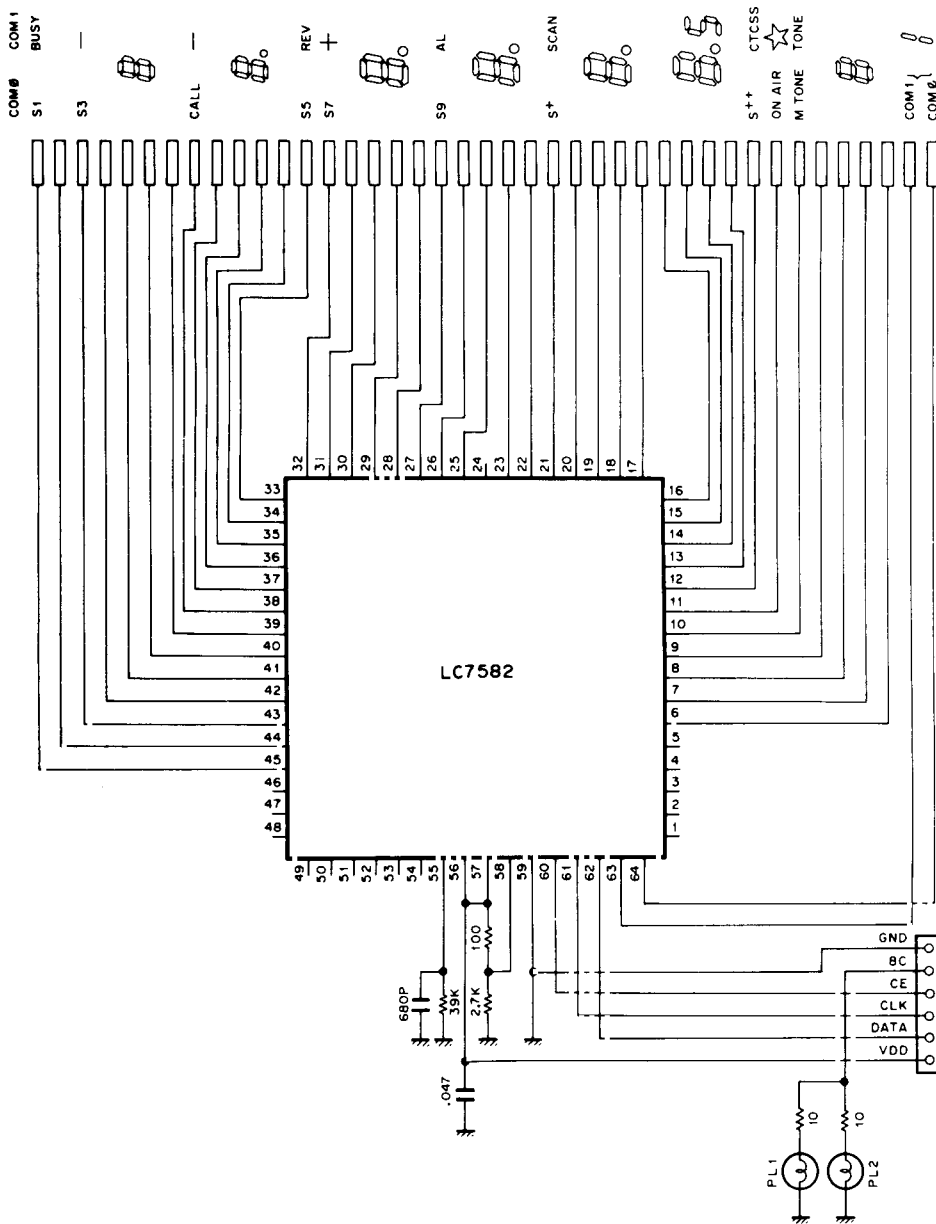 COM0 COM1
S1 BUSY
S3 —
CALL —
S5 REV
S7 +
S9 AL
S+ SCAN
S++ CTCSS
ON AIR ☆
M TONE TONE
COM1
COM0
32 31 30 29 28 27 26 25 24 23 22 21 20 19 18 17
33 16
34 15
35 14
36 13
37 12
38 11
39 10
40 9
41 8
42 7
43 6
44 5
45 4
46 3
47 2
48 1
LC7582
49 50 51 52 53 54 55 56 57 58 59 60 61 62 63 64
100
680P
39K
2.7K
.047
GND
BC
CE
CLK
DATA
VDD
10
10
PL1
PL2